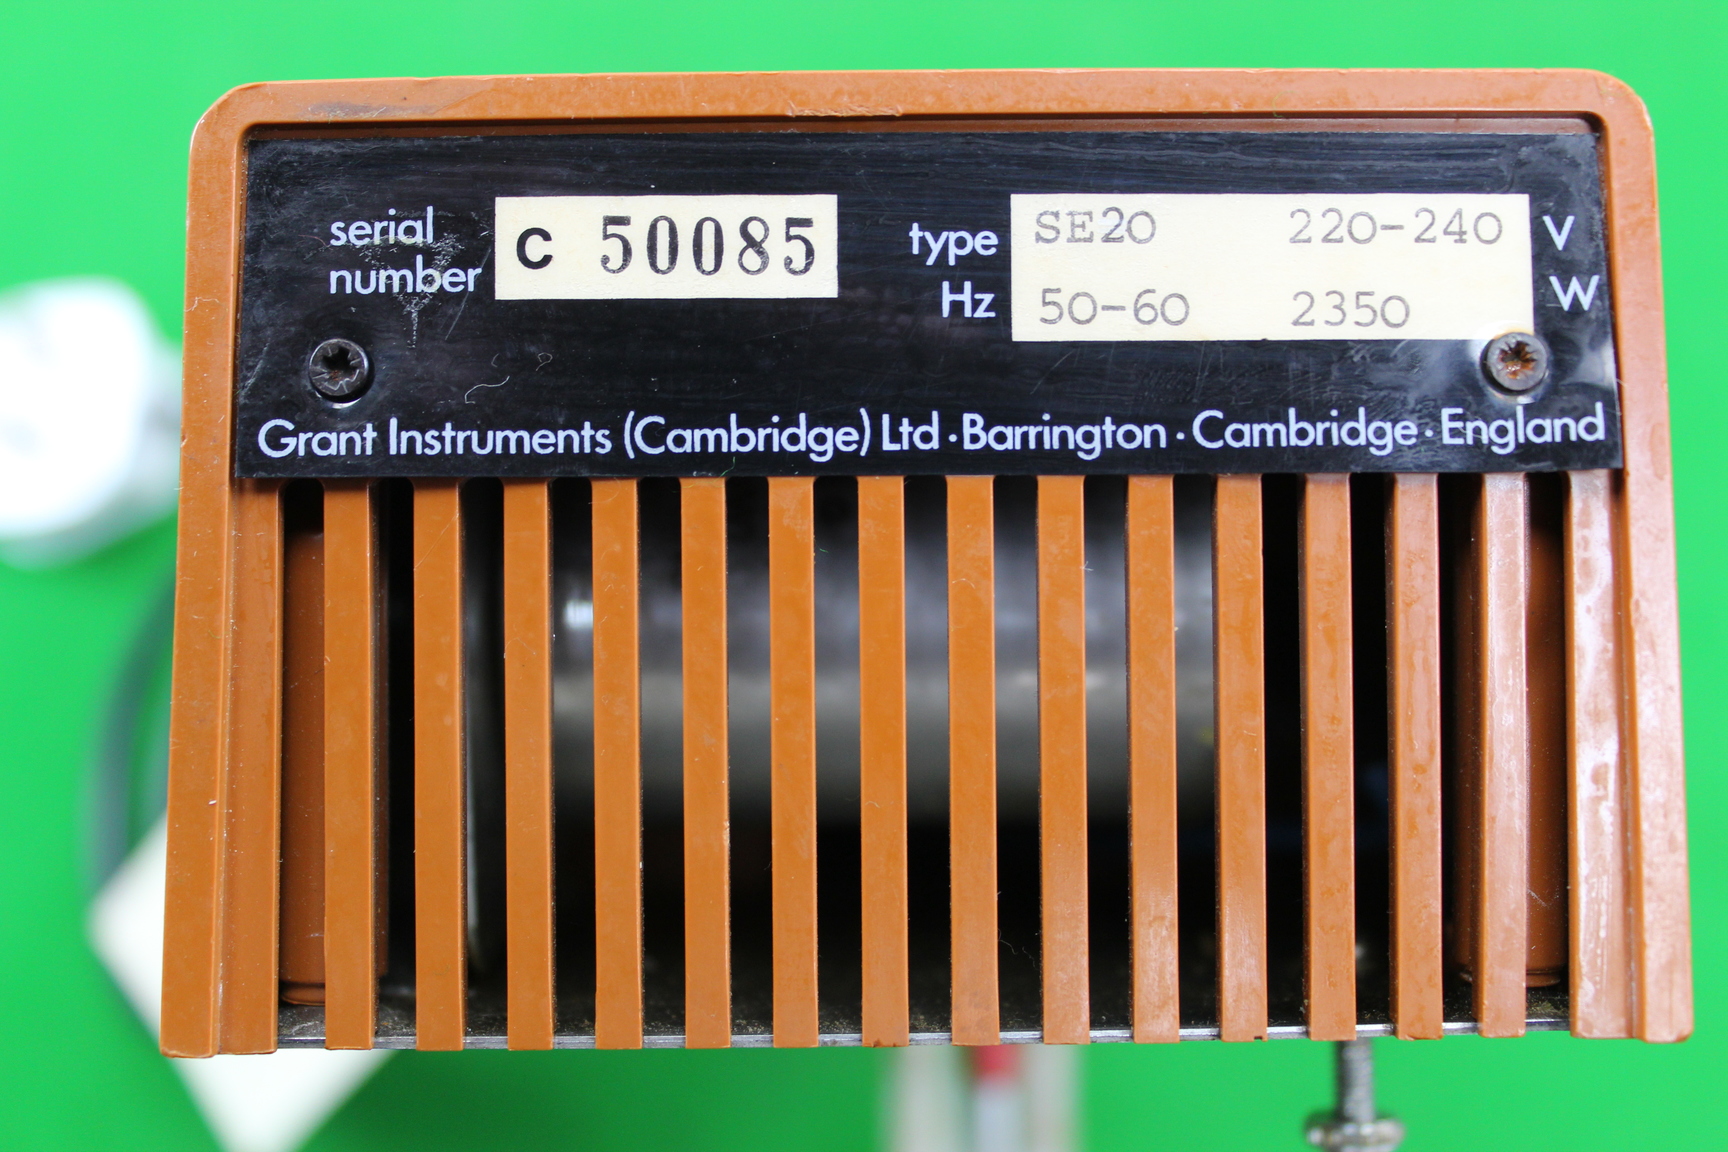 serial number C 50085
type SE20 220-240 V
Hz 50-60 2350 W
Grant Instruments (Cambridge) Ltd · Barrington · Cambridge · England